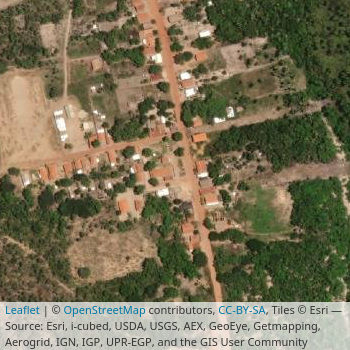 Leaflet | © OpenStreetMap contributors, CC-BY-SA, Tiles © Esri —
Source: Esri, i-cubed, USDA, USGS, AEX, GeoEye, Getmapping,
Aerogrid, IGN, IGP, UPR-EGP, and the GIS User Community